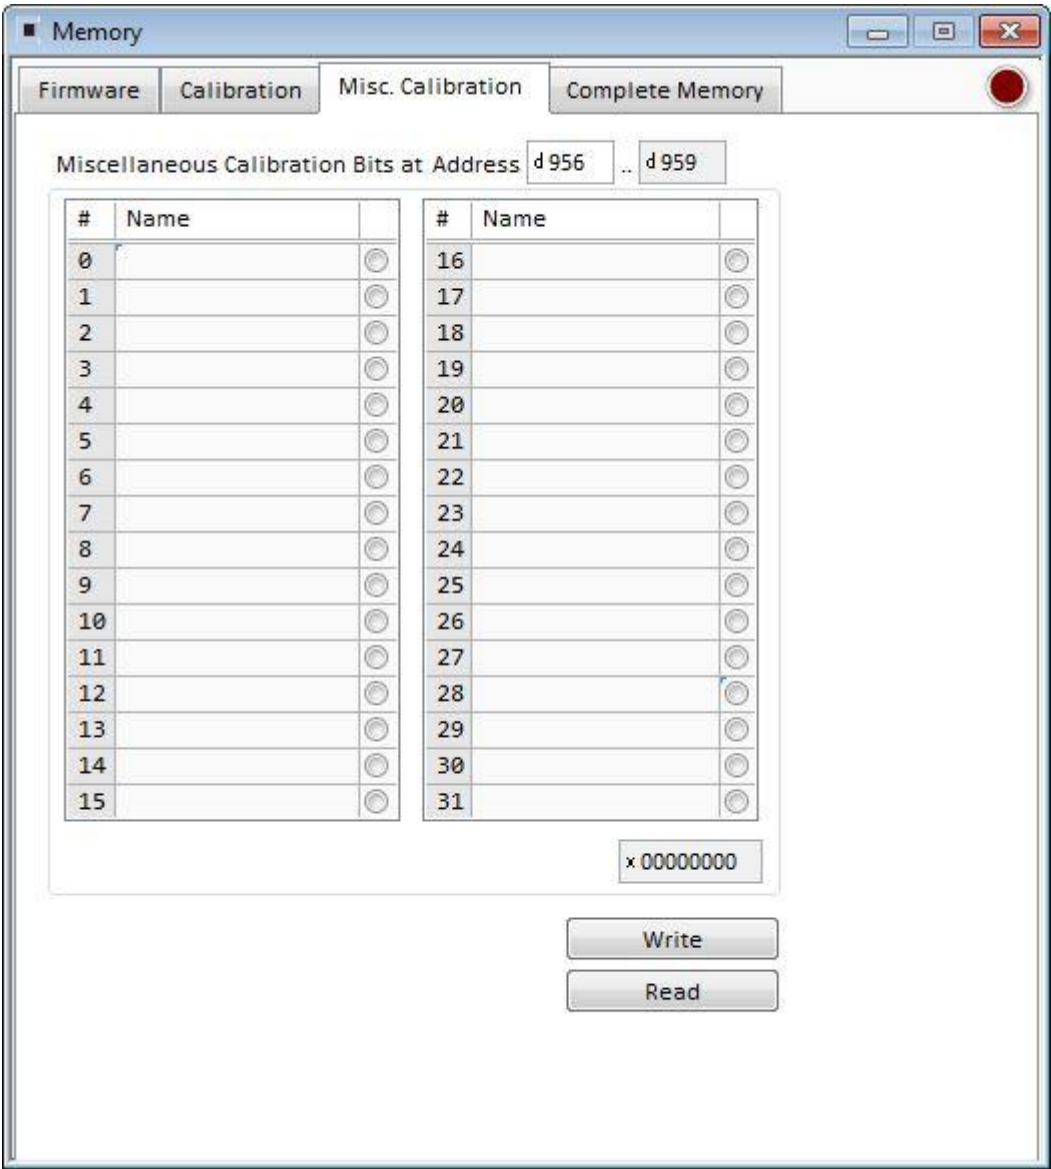 Memory
Firmware Calibration Misc. Calibration Complete Memory
Miscellaneous Calibration Bits at Address d 956 .. d 959
# Name # Name
0 16
1 17
2 18
3 19
4 20
5 21
6 22
7 23
8 24
9 25
10 26
11 27
12 28
13 29
14 30
15 31
x 00000000
Write
Read